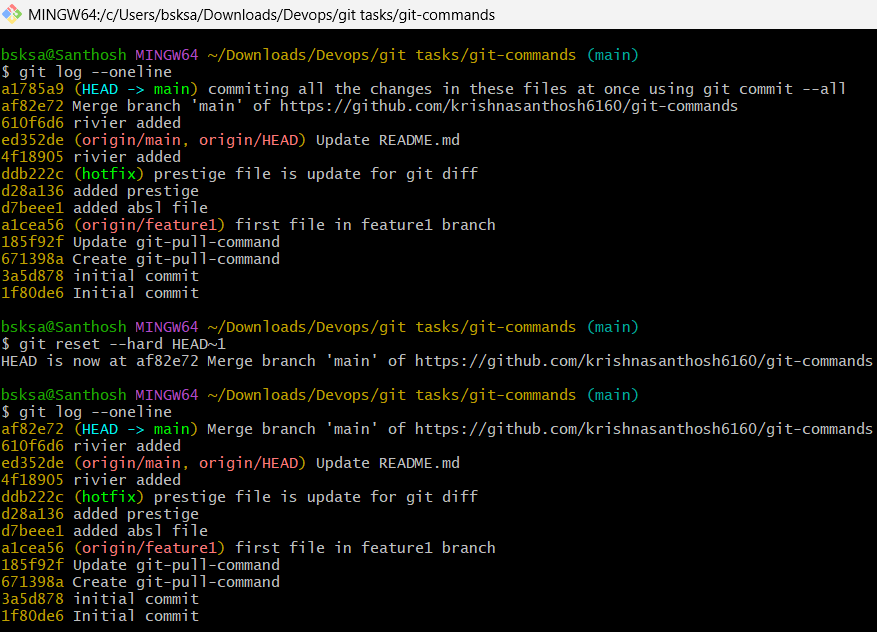 MINGW64:/c/Users/bsksa/Downloads/Devops/git tasks/git-commands
bsksa@Santhosh MINGW64 ~/Downloads/Devops/git tasks/git-commands (main)
$ git log --oneline
a1785a9 (HEAD -> main) commiting all the changes in these files at once using git commit --all
af82e72 Merge branch 'main' of https://github.com/krishnasanthosh6160/git-commands
610f6d6 rivier added
ed352de (origin/main, origin/HEAD) Update README.md
4f18905 rivier added
ddb222c (hotfix) prestige file is update for git diff
d28a136 added prestige
d7beee1 added absl file
a1cea56 (origin/feature1) first file in feature1 branch
185f92f Update git-pull-command
671398a Create git-pull-command
3a5d878 initial commit
1f80de6 Initial commit
bsksa@Santhosh MINGW64 ~/Downloads/Devops/git tasks/git-commands (main)
$ git reset --hard HEAD~1
HEAD is now at af82e72 Merge branch 'main' of https://github.com/krishnasanthosh6160/git-commands
bsksa@Santhosh MINGW64 ~/Downloads/Devops/git tasks/git-commands (main)
$ git log --oneline
af82e72 (HEAD -> main) Merge branch 'main' of https://github.com/krishnasanthosh6160/git-commands
610f6d6 rivier added
ed352de (origin/main, origin/HEAD) Update README.md
4f18905 rivier added
ddb222c (hotfix) prestige file is update for git diff
d28a136 added prestige
d7beee1 added absl file
a1cea56 (origin/feature1) first file in feature1 branch
185f92f Update git-pull-command
671398a Create git-pull-command
3a5d878 initial commit
1f80de6 Initial commit